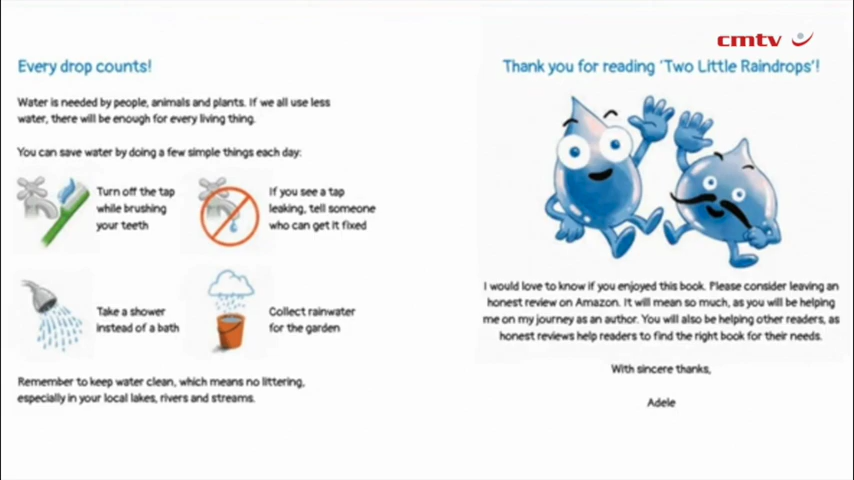 cmtv
Every drop counts!
Water is needed by people, animals and plants. If we all use less
water, there will be enough for every living thing.
You can save water by doing a few simple things each day:
Turn off the tap
while brushing
your teeth
If you see a tap
leaking, tell someone
who can get it fixed
Take a shower
instead of a bath
Collect rainwater
for the garden
Remember to keep water clean, which means no littering,
especially in your local lakes, rivers and streams.
Thank you for reading 'Two Little Raindrops'!
I would love to know if you enjoyed this book. Please consider leaving an
honest review on Amazon. It will mean so much, as you will be helping
me on my journey as an author. You will also be helping other readers, as
honest reviews help readers to find the right book for their needs.
With sincere thanks,
Adele